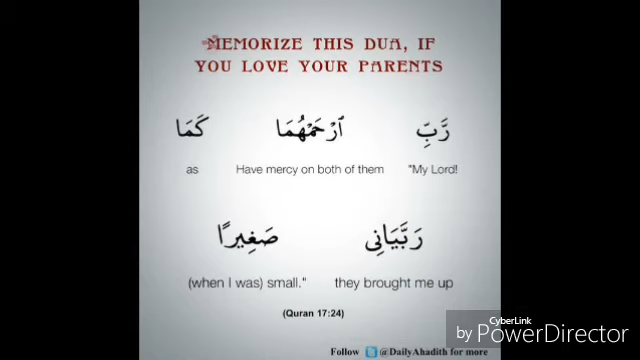 MEMORIZE THIS DUA, IF
YOU LOVE YOUR PARENTS
رَّبِّ ٱرْحَمْهُمَا كَمَا
"My Lord! Have mercy on both of them as
رَبَّيَانِى صَغِيرًا
they brought me up (when I was) small."
(Quran 17:24)
Follow @DailyAhadith for more
CyberLink
by PowerDirector